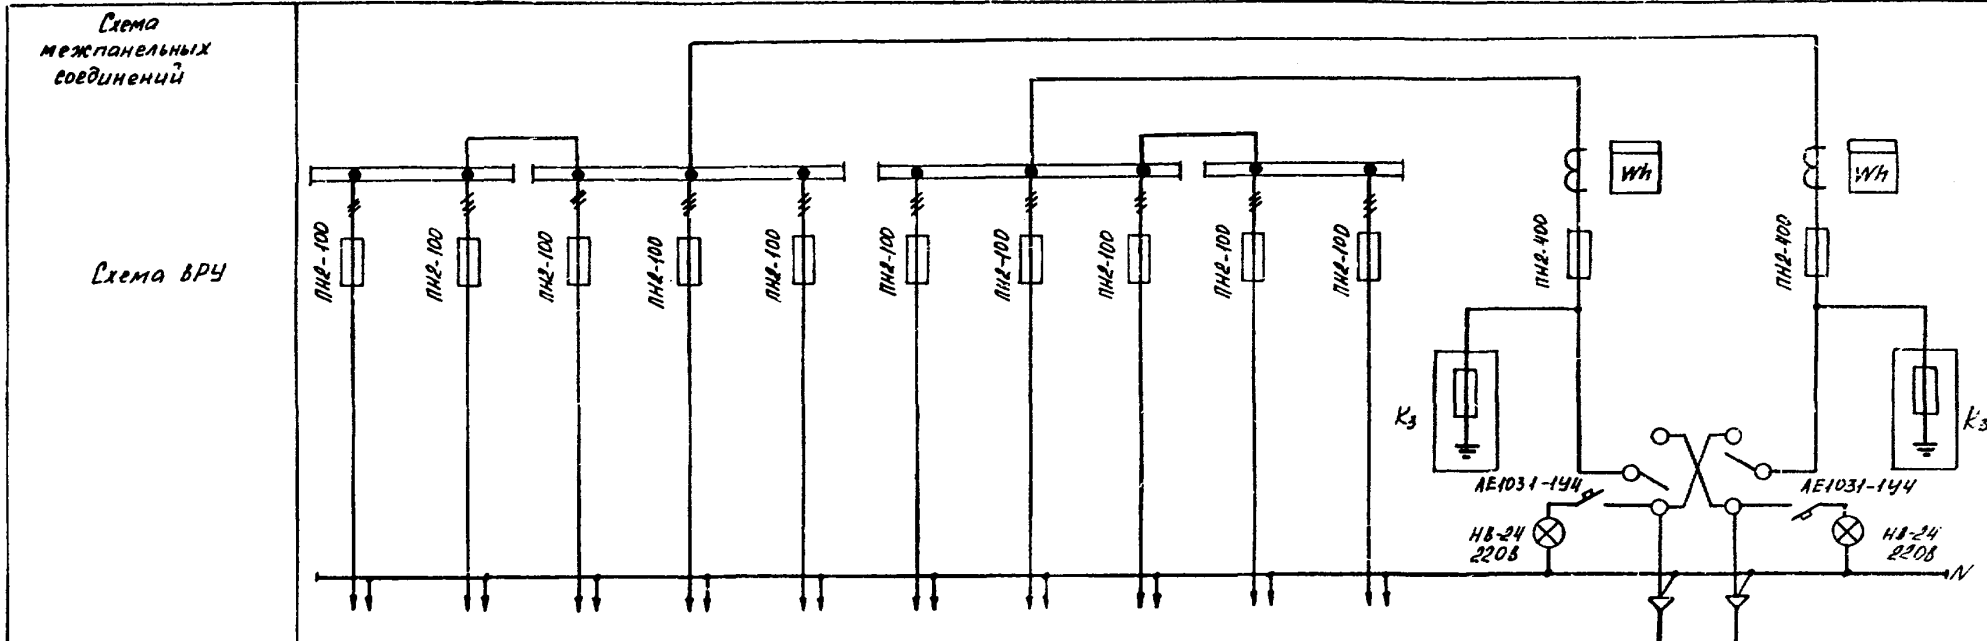 Схема
межпанельных
соединений
Схема ВРУ
ПН2-100
ПН2-100
ПН2-100
ПН2-100
ПН2-100
ПН2-100
ПН2-100
ПН2-100
ПН2-100
ПН2-100
ПН2-400
Wh
ПН2-400
Wh
Кз
Кз
АЕ1031-1У4
АЕ1031-1У4
НВ-24
220В
НВ-24
220В
N